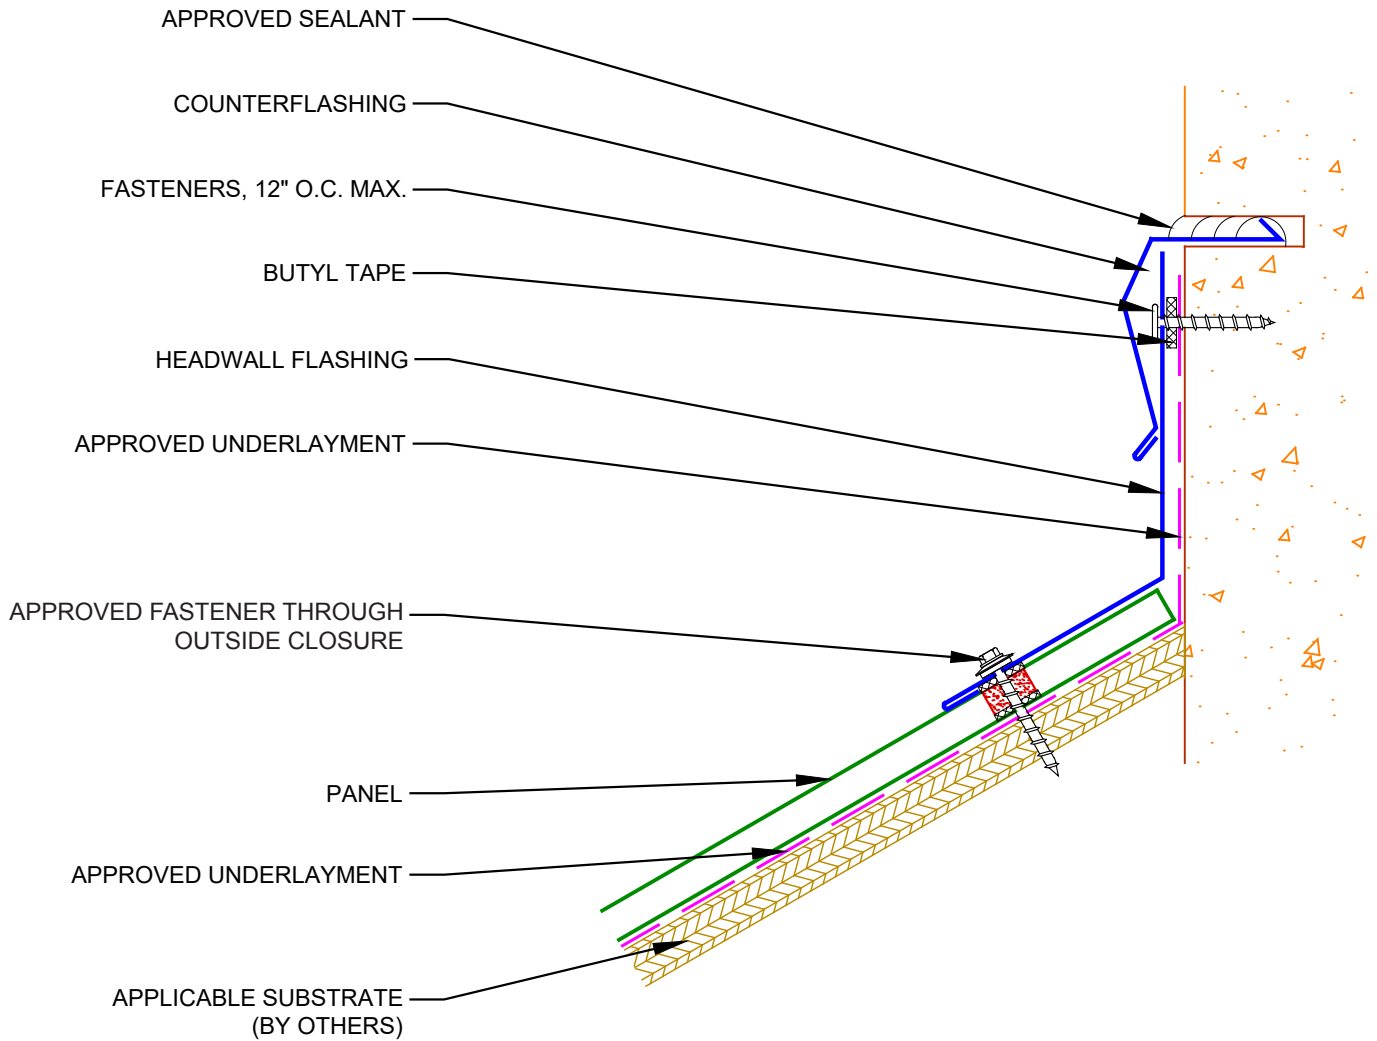 APPROVED SEALANT
COUNTERFLASHING
FASTENERS, 12" O.C. MAX.
BUTYL TAPE
HEADWALL FLASHING
APPROVED UNDERLAYMENT
APPROVED FASTENER THROUGH
OUTSIDE CLOSURE
PANEL
APPROVED UNDERLAYMENT
APPLICABLE SUBSTRATE
(BY OTHERS)